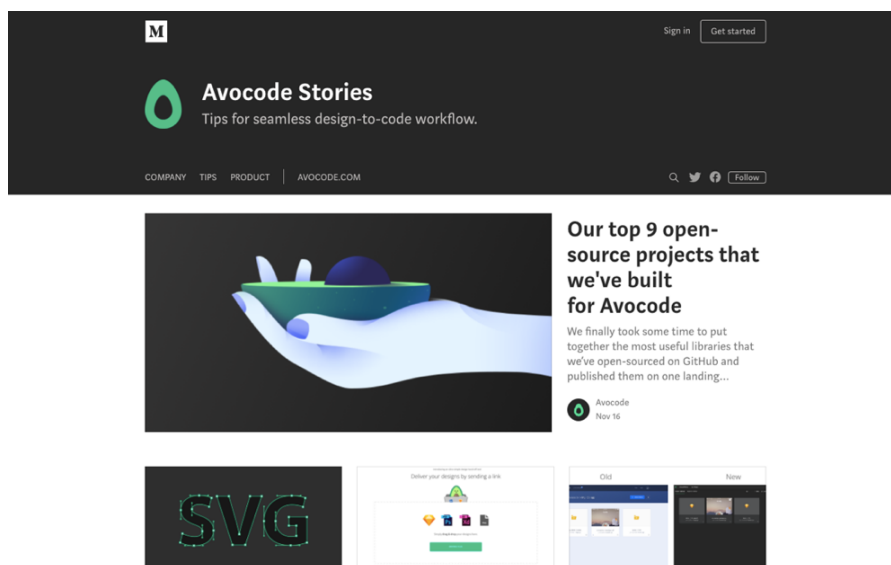 M
Sign in
Get started
Avocode Stories
Tips for seamless design-to-code workflow.
COMPANY TIPS PRODUCT AVOCODE.COM
Follow
Our top 9 open-
source projects that
we've built
for Avocode
We finally took some time to put
together the most useful libraries that
we've open-sourced on GitHub and
published them on one landing...
Avocode
Nov 16
SVG
Deliver your designs by sending a link
Old
New